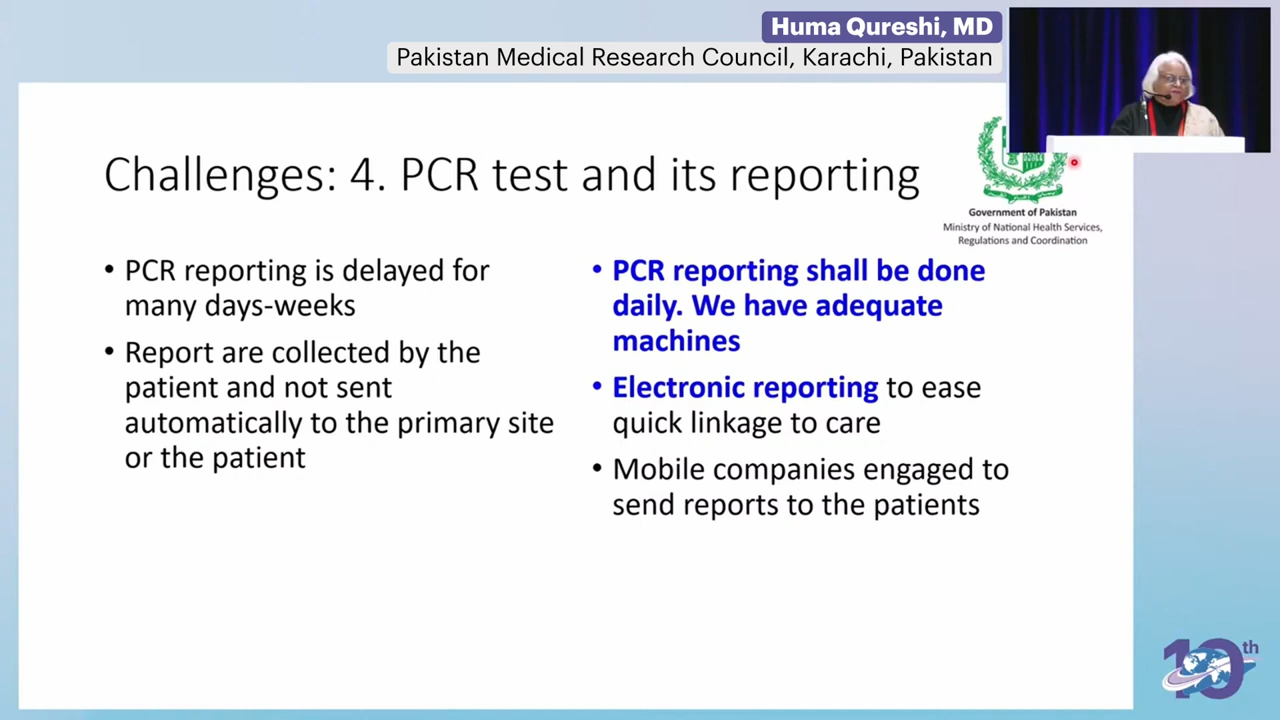 Huma Qureshi, MD
Pakistan Medical Research Council, Karachi, Pakistan
Challenges: 4. PCR test and its reporting
Government of Pakistan
Ministry of National Health Services,
Regulations and Coordination
• PCR reporting is delayed for
many days-weeks
• Report are collected by the
patient and not sent
automatically to the primary site
or the patient
• PCR reporting shall be done
daily. We have adequate
machines
• Electronic reporting to ease
quick linkage to care
• Mobile companies engaged to
send reports to the patients
10th